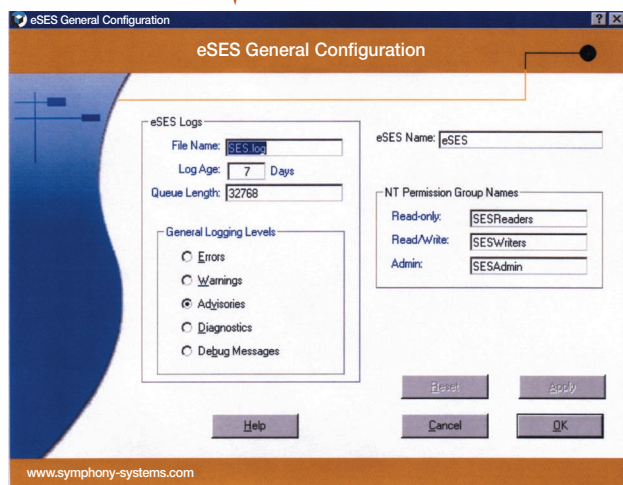 eSES General Configuration
eSES General Configuration
eSES Logs
File Name: SES.log
Log Age: 7 Days
Queue Length: 32768
General Logging Levels
Errors
Warnings
Advisories
Diagnostics
Debug Messages
eSES Name: eSES
NT Permission Group Names
Read-only: SESReaders
Read/Write: SESWriters
Admin: SESAdmin
Reset Apply
Help Cancel OK
www.symphony-systems.com